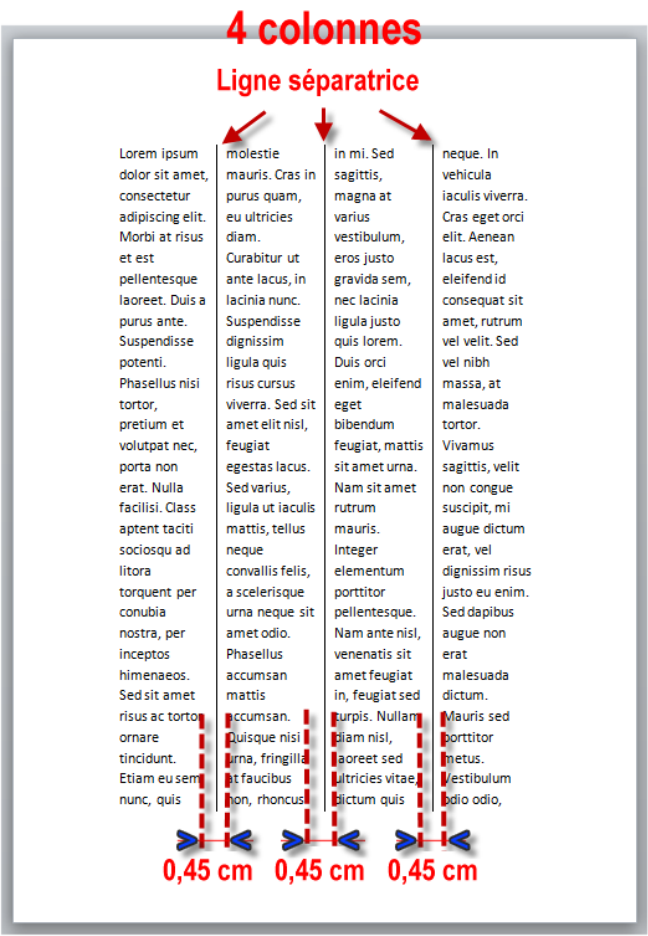 4 colonnes
Ligne séparatrice
Lorem ipsum
dolor sit amet,
consectetur
adipiscing elit.
Morbi at risus
et est
pellentesque
laoreet. Duis a
purus ante.
Suspendisse
potenti.
Phasellus nisi
tortor,
pretium et
volutpat nec,
porta non
erat. Nulla
facilisi. Class
aptent taciti
sociosqu ad
litora
torquent per
conubia
nostra, per
inceptos
himenaeos.
Sed sit amet
risus ac tortor
ornare
tincidunt.
Etiam eu sem
nunc, quis
molestie
mauris. Cras in
purus quam,
eu ultricies
diam.
Curabitur ut
ante lacus, in
lacinia nunc.
Suspendisse
dignissim
ligula quis
risus cursus
viverra. Sed sit
amet elit nisl,
feugiat
egestas lacus.
Sed varius,
ligula ut iaculis
mattis, tellus
neque
convallis felis,
a scelerisque
urna neque sit
amet odio.
Phasellus
accumsan
mattis
accumsan.
Quisque nisi
urna, fringilla
at faucibus
non, rhoncus
in mi. Sed
sagittis,
magna at
varius
vestibulum,
eros justo
gravida sem,
nec lacinia
ligula justo
quis lorem.
Duis orci
enim, eleifend
eget
bibendum
feugiat, mattis
sit amet urna.
Nam sit amet
rutrum
mauris.
Integer
elementum
porttitor
pellentesque.
Nam ante nisl,
venenatis sit
amet feugiat
in, feugiat sed
turpis. Nullam
diam nisl,
laoreet sed
ultricies vitae,
dictum quis
neque. In
vehicula
iaculis viverra.
Cras eget orci
elit. Aenean
lacus est,
eleifend id
consequat sit
amet, rutrum
vel velit. Sed
vel nibh
massa, at
malesuada
tortor.
Vivamus
sagittis, velit
non congue
suscipit, mi
augue dictum
erat, vel
dignissim risus
justo eu enim.
Sed dapibus
augue non
erat
malesuada
dictum.
Mauris sed
porttitor
metus.
Vestibulum
odio odio,
0,45 cm 0,45 cm 0,45 cm